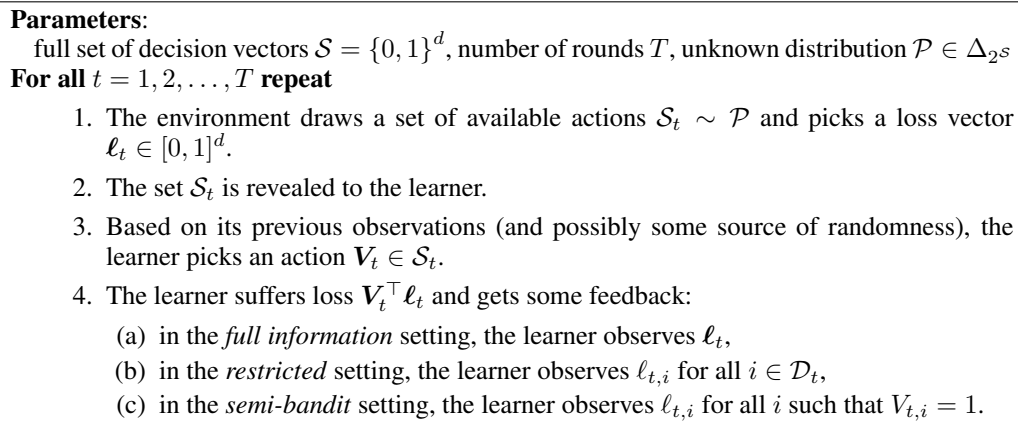 Parameters:
full set of decision vectors 𝒮 = {0, 1}^d, number of rounds T, unknown distribution 𝒫 ∈ Δ_{2^𝒮}
For all t = 1, 2, . . . , T repeat
1. The environment draws a set of available actions 𝒮_t ∼ 𝒫 and picks a loss vector
ℓ_t ∈ [0, 1]^d.
2. The set 𝒮_t is revealed to the learner.
3. Based on its previous observations (and possibly some source of randomness), the
learner picks an action V_t ∈ 𝒮_t.
4. The learner suffers loss V_t^⊤ ℓ_t and gets some feedback:
(a) in the full information setting, the learner observes ℓ_t,
(b) in the restricted setting, the learner observes ℓ_{t,i} for all i ∈ 𝒟_t,
(c) in the semi-bandit setting, the learner observes ℓ_{t,i} for all i such that V_{t,i} = 1.